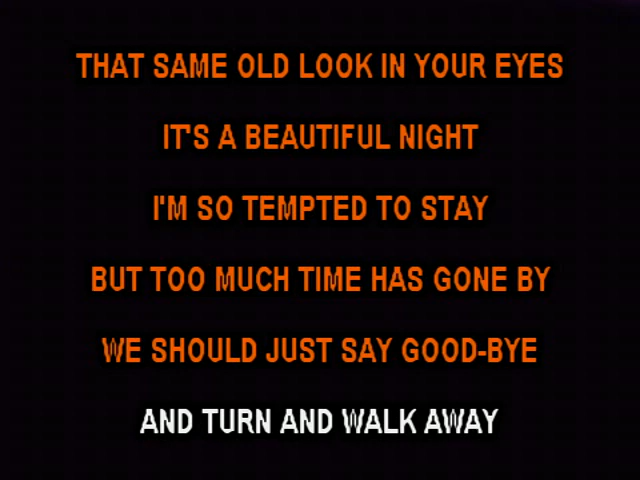 THAT SAME OLD LOOK IN YOUR EYES
IT'S A BEAUTIFUL NIGHT
I'M SO TEMPTED TO STAY
BUT TOO MUCH TIME HAS GONE BY
WE SHOULD JUST SAY GOOD-BYE
AND TURN AND WALK AWAY